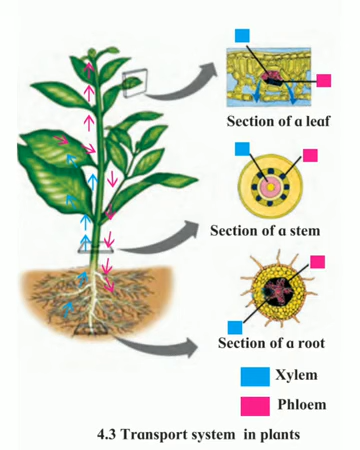 Section of a leaf
Section of a stem
Section of a root
Xylem
Phloem
4.3 Transport system in plants